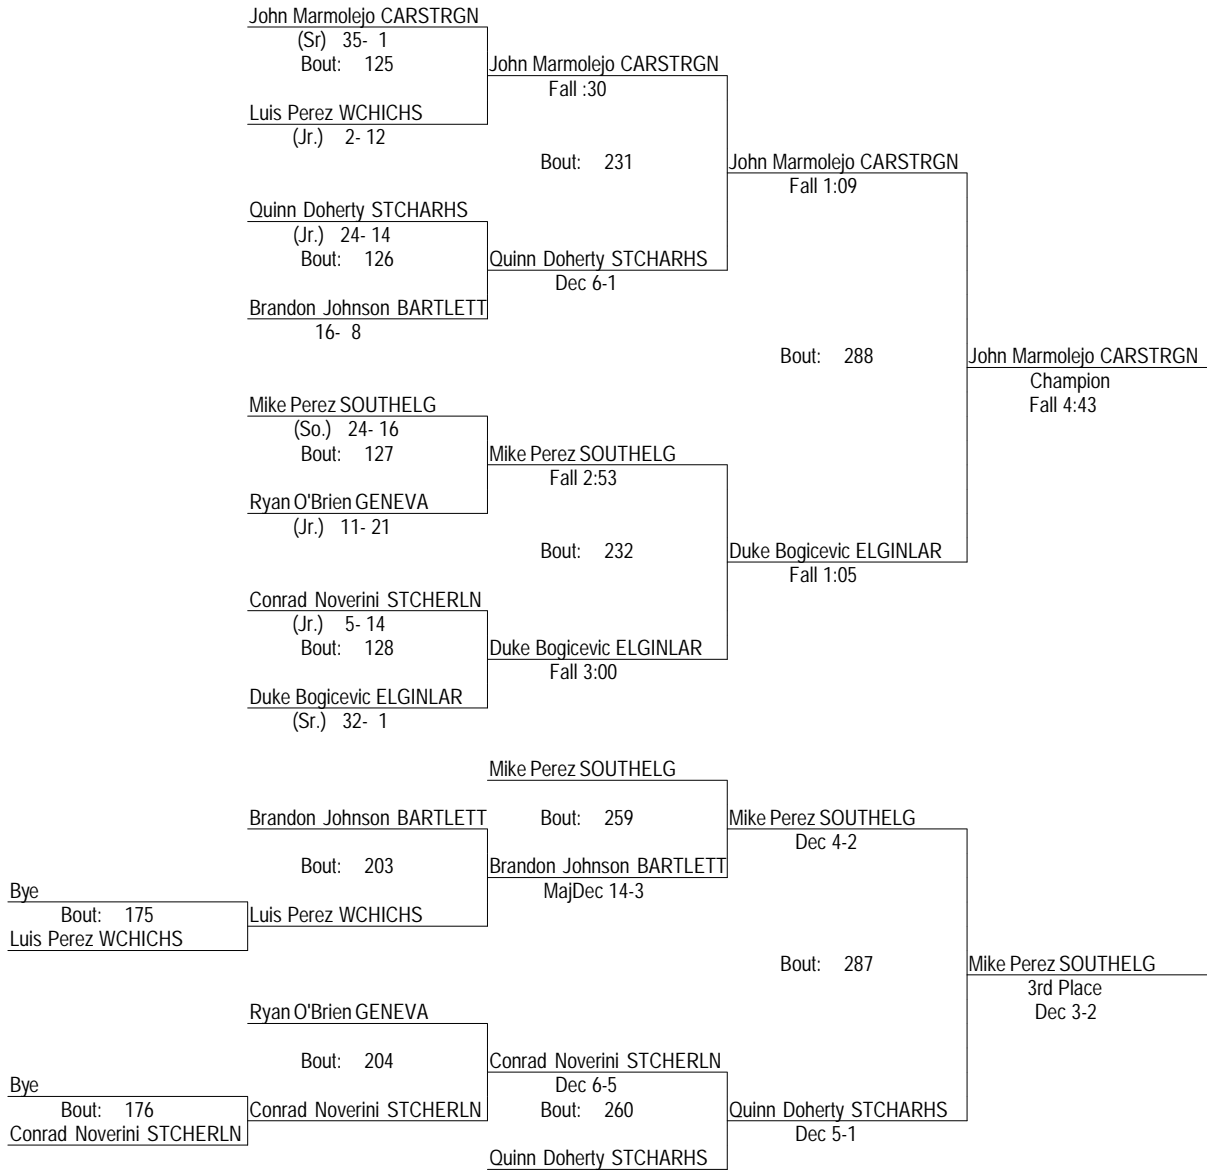 John Marmolejo CARSTRGN
(Sr) 35- 1
Bout: 125
John Marmolejo CARSTRGN
Fall :30
Luis Perez WCHICHS
(Jr.) 2- 12
Bout: 231
John Marmolejo CARSTRGN
Fall 1:09
Quinn Doherty STCHARHS
(Jr.) 24- 14
Bout: 126
Quinn Doherty STCHARHS
Dec 6-1
Brandon Johnson BARTLETT
16- 8
Bout: 288
John Marmolejo CARSTRGN
Champion
Fall 4:43
Mike Perez SOUTHELG
(So.) 24- 16
Bout: 127
Mike Perez SOUTHELG
Fall 2:53
Ryan O'Brien GENEVA
(Jr.) 11- 21
Bout: 232
Duke Bogicevic ELGINLAR
Fall 1:05
Conrad Noverini STCHERLN
(Jr.) 5- 14
Bout: 128
Duke Bogicevic ELGINLAR
Fall 3:00
Duke Bogicevic ELGINLAR
(Sr.) 32- 1
Mike Perez SOUTHELG
Brandon Johnson BARTLETT
Bout: 259
Mike Perez SOUTHELG
Dec 4-2
Bout: 203
Brandon Johnson BARTLETT
MajDec 14-3
Bye
Bout: 175
Luis Perez WCHICHS
Luis Perez WCHICHS
Bout: 287
Mike Perez SOUTHELG
3rd Place
Dec 3-2
Ryan O'Brien GENEVA
Bout: 204
Conrad Noverini STCHERLN
Dec 6-5
Bye
Bout: 176
Conrad Noverini STCHERLN
Bout: 260
Quinn Doherty STCHARHS
Dec 5-1
Conrad Noverini STCHERLN
Quinn Doherty STCHARHS